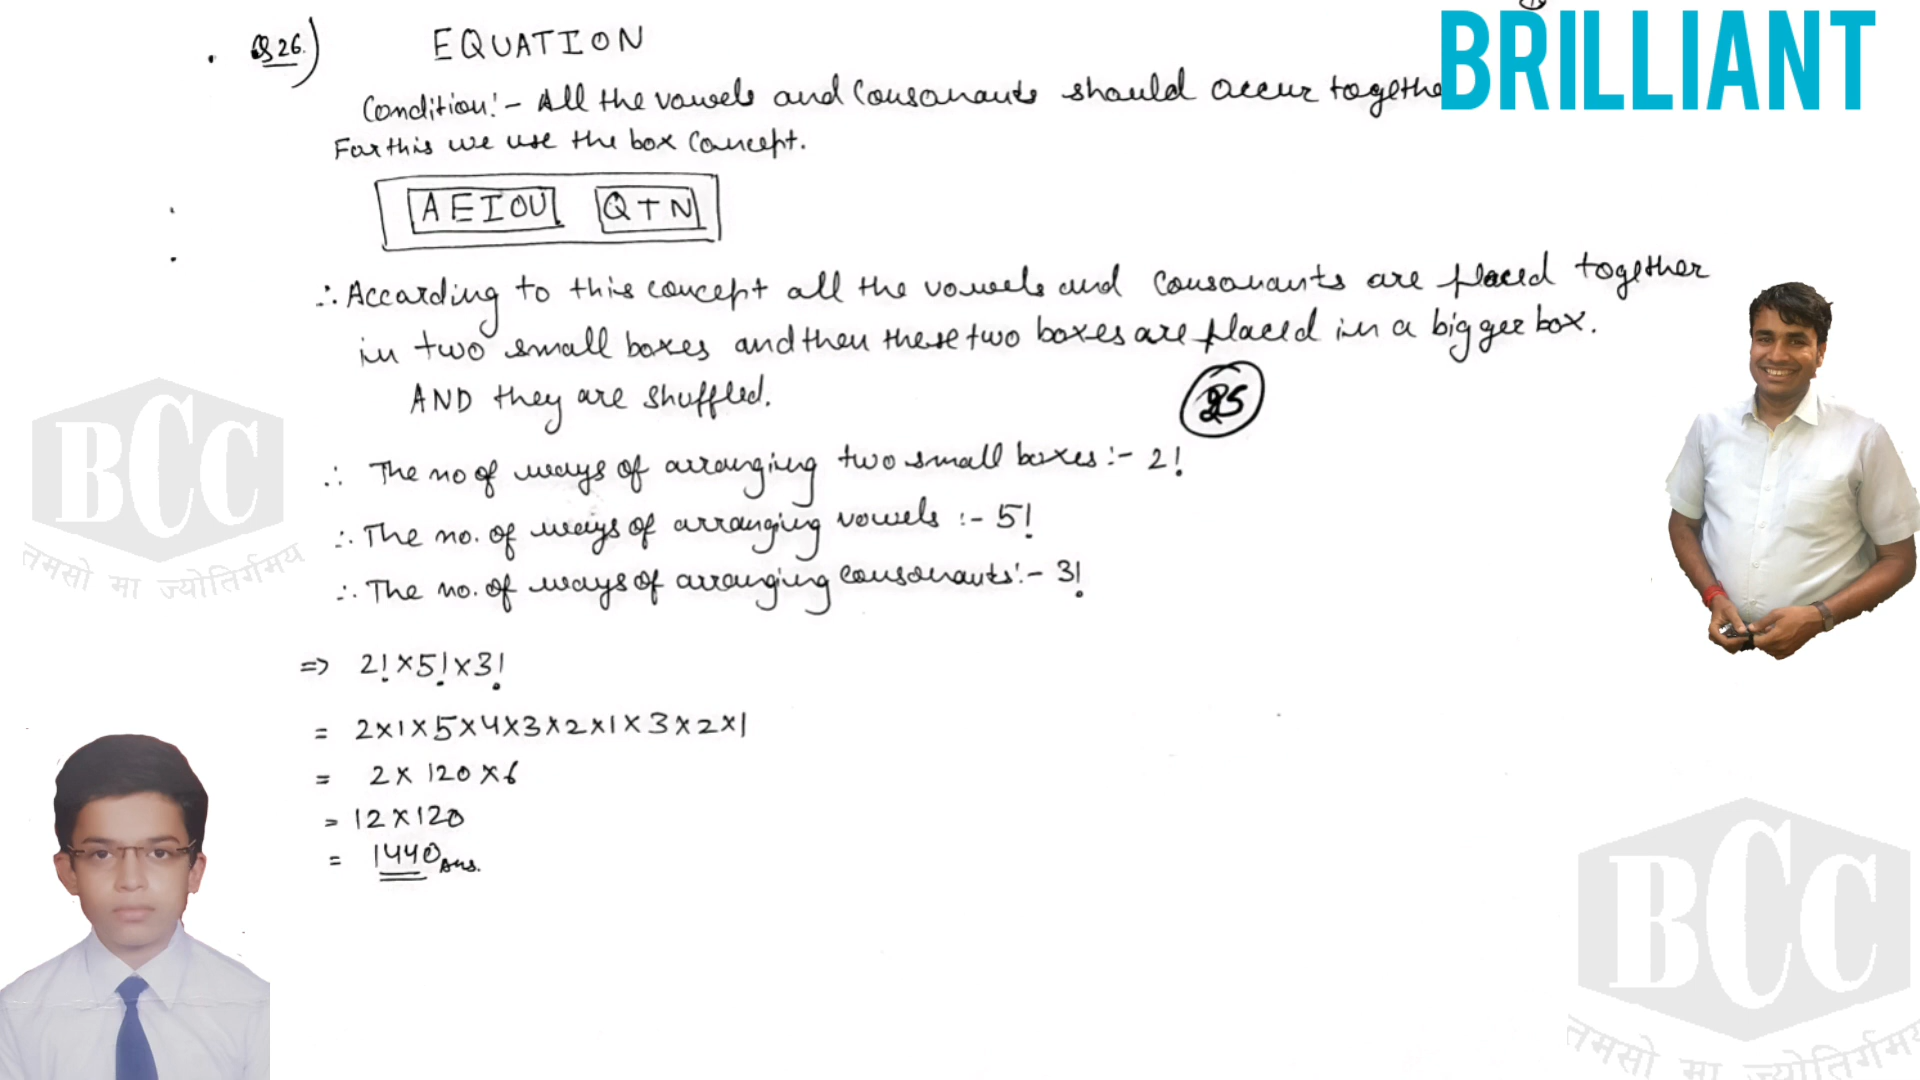 Q26.)
EQUATION
BRILLIANT
Condition:- All the vowels and consonants should occur togethe
For this we use the box concept.
AEIOU QTN
∴ According to this concept all the vowels and consonants are placed together
in two small boxes and then these two boxes are placed in a bigger box.
AND they are shuffled.
25
∴ The no of ways of arranging two small boxes:- 2!
∴ The no. of ways of arranging vowels :- 5!
∴ The no. of ways of arranging consonants:- 3!
BCC
तमसो मा ज्योतिर्गमय
=> 2!×5!×3!
= 2×1×5×4×3×2×1×3×2×1
= 2×120×6
= 12×120
= 1440 Ans.
BCC
तमसो मा ज्योतिर्गमय